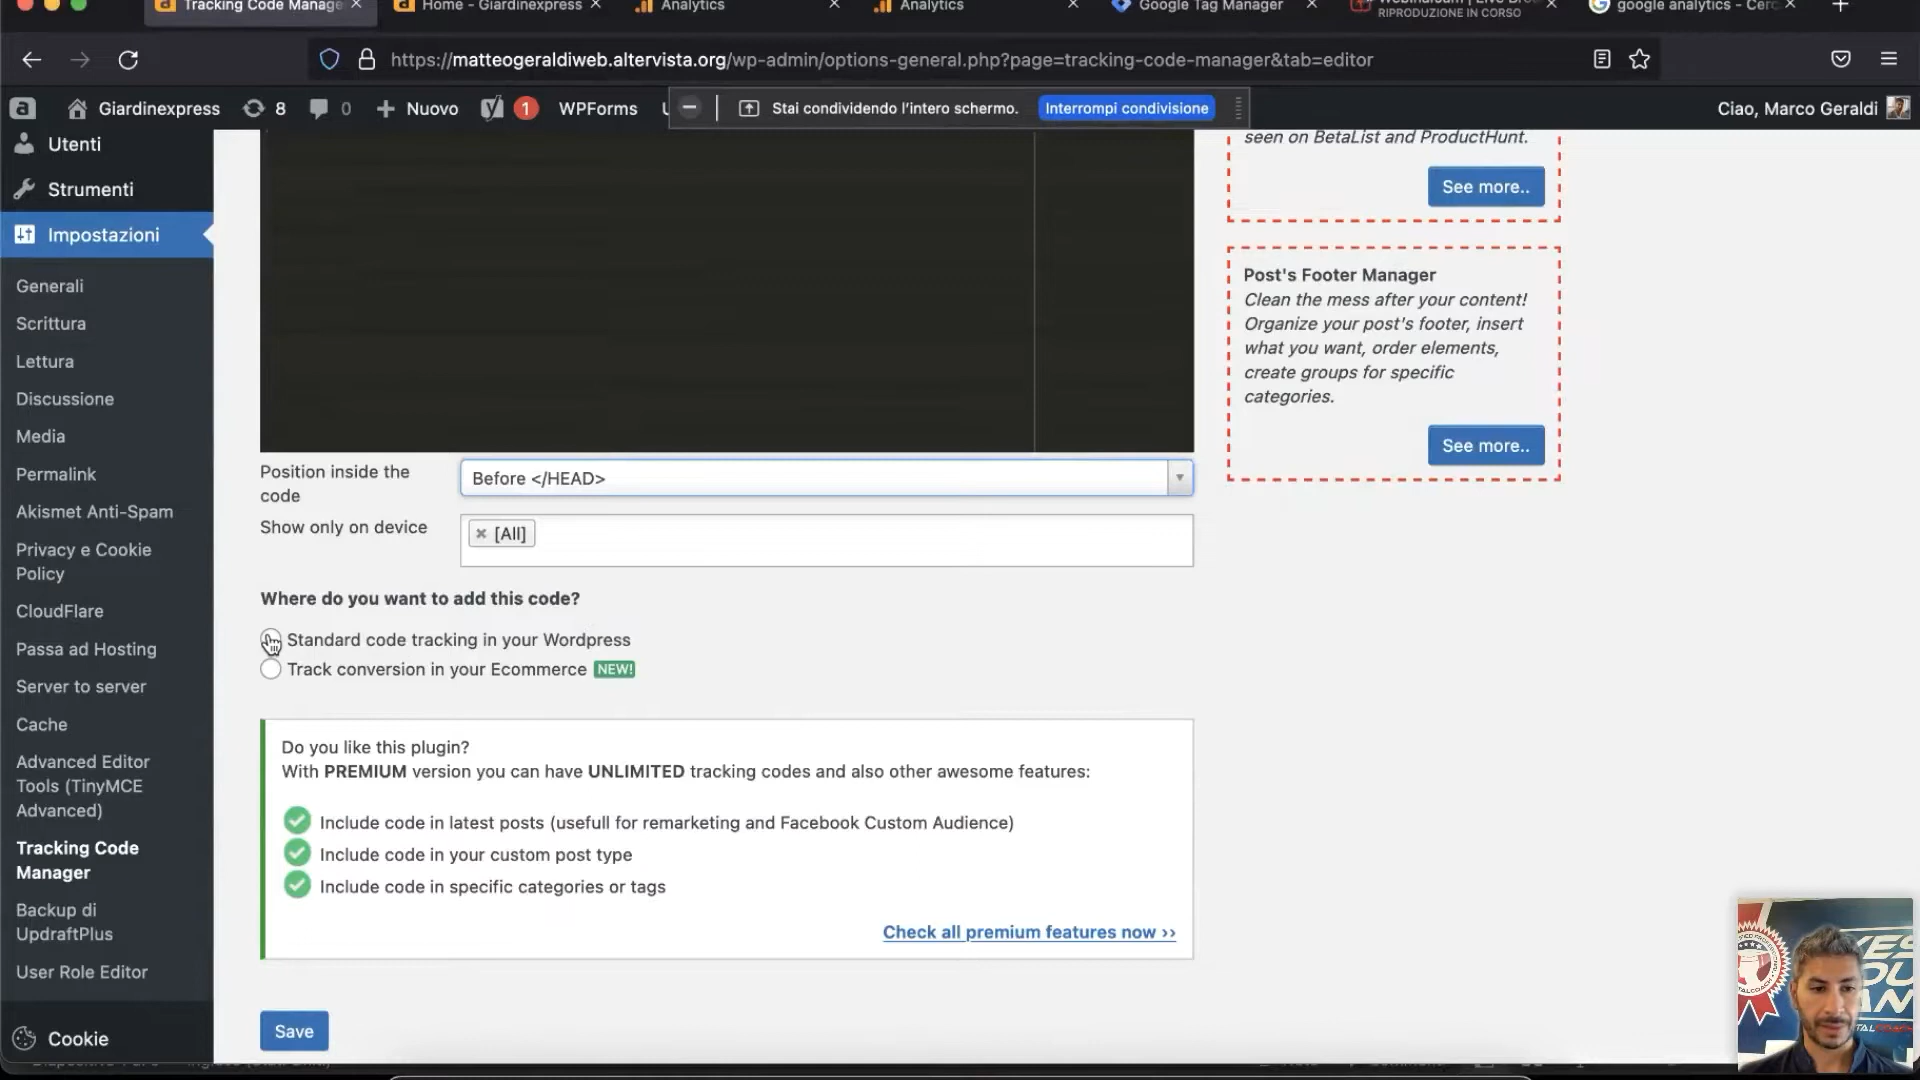 Tracking Code Manage
Home - Giardinexpress
Analytics
Analytics
Google Tag Manager
RIPRODUZIONE IN CORSO
google analytics - Cerc
https://matteogeraldiweb.altervista.org/wp-admin/options-general.php?page=tracking-code-manager&tab=editor
Giardinexpress
8
0
Nuovo
1
WPForms
Stai condividendo l'intero schermo.
Interrompi condivisione
Ciao, Marco Geraldi
Utenti
Strumenti
Impostazioni
Generali
Scrittura
Lettura
Discussione
Media
Permalink
Akismet Anti-Spam
Privacy e Cookie
Policy
CloudFlare
Passa ad Hosting
Server to server
Cache
Advanced Editor
Tools (TinyMCE
Advanced)
Tracking Code
Manager
Backup di
UpdraftPlus
User Role Editor
Cookie
Position inside the
code
Before </HEAD>
Show only on device
[All]
Where do you want to add this code?
Standard code tracking in your Wordpress
Track conversion in your Ecommerce NEW!
Do you like this plugin?
With PREMIUM version you can have UNLIMITED tracking codes and also other awesome features:
Include code in latest posts (usefull for remarketing and Facebook Custom Audience)
Include code in your custom post type
Include code in specific categories or tags
Check all premium features now >>
Save
seen on BetaList and ProductHunt.
See more..
Post's Footer Manager
Clean the mess after your content!
Organize your post's footer, insert
what you want, order elements,
create groups for specific
categories.
See more..